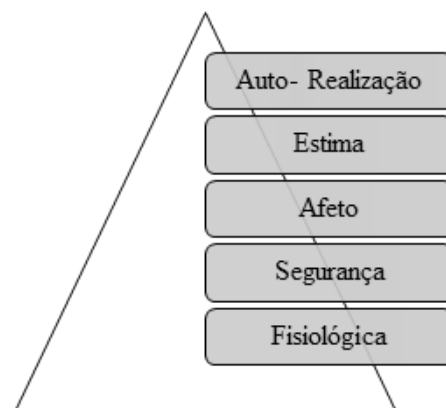 Auto- Realização
Estima
Afeto
Segurança
Fisiológica